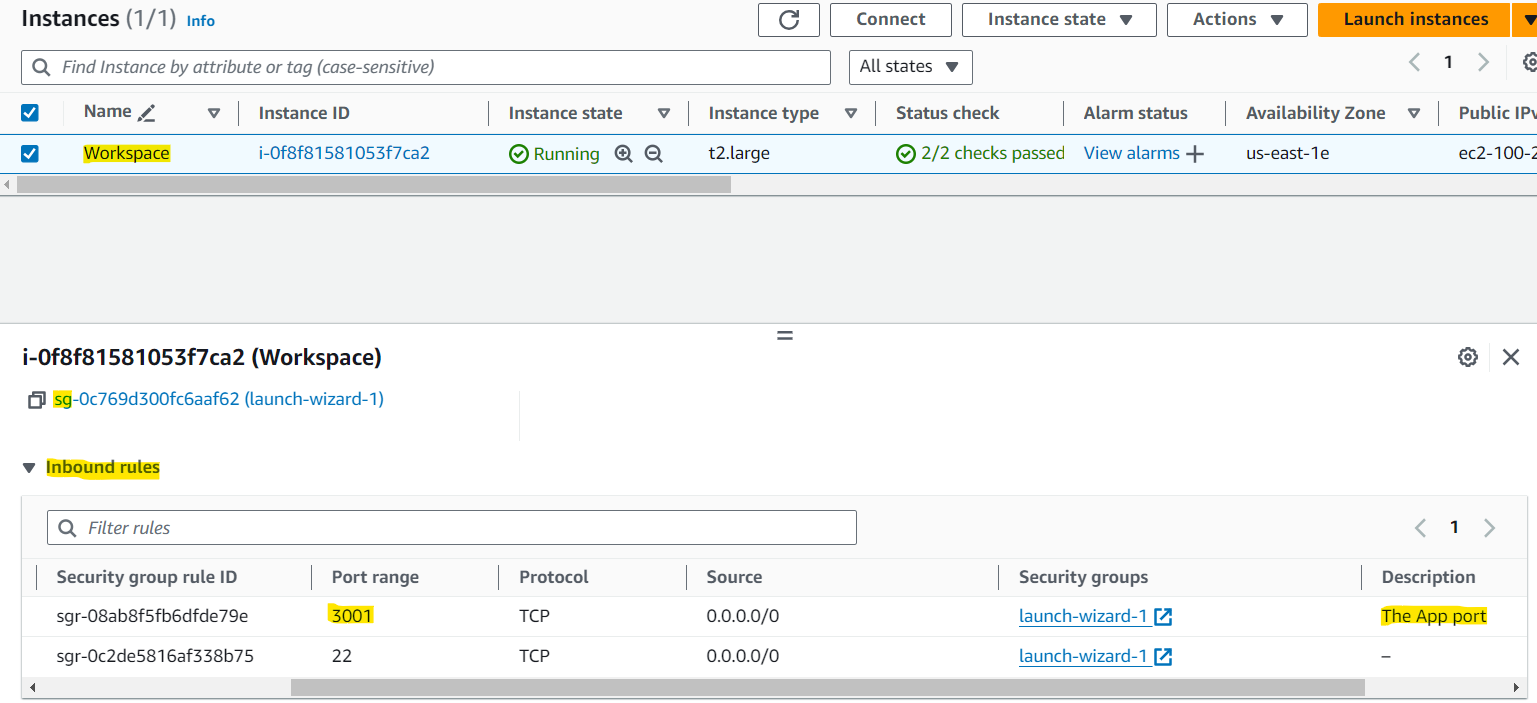 Instances (1/1) Info
Connect
Instance state
Actions
Launch instances
Find Instance by attribute or tag (case-sensitive)
All states
1
Name Instance ID Instance state Instance type Status check Alarm status Availability Zone Public IPv
Workspace i-0f8f81581053f7ca2 Running t2.large 2/2 checks passed View alarms us-east-1e ec2-100-2
i-0f8f81581053f7ca2 (Workspace)
sg-0c769d300fc6aaf62 (launch-wizard-1)
Inbound rules
Filter rules
1
Security group rule ID Port range Protocol Source Security groups Description
sgr-08ab8f5fb6dfde79e 3001 TCP 0.0.0.0/0 launch-wizard-1 The App port
sgr-0c2de5816af338b75 22 TCP 0.0.0.0/0 launch-wizard-1 –